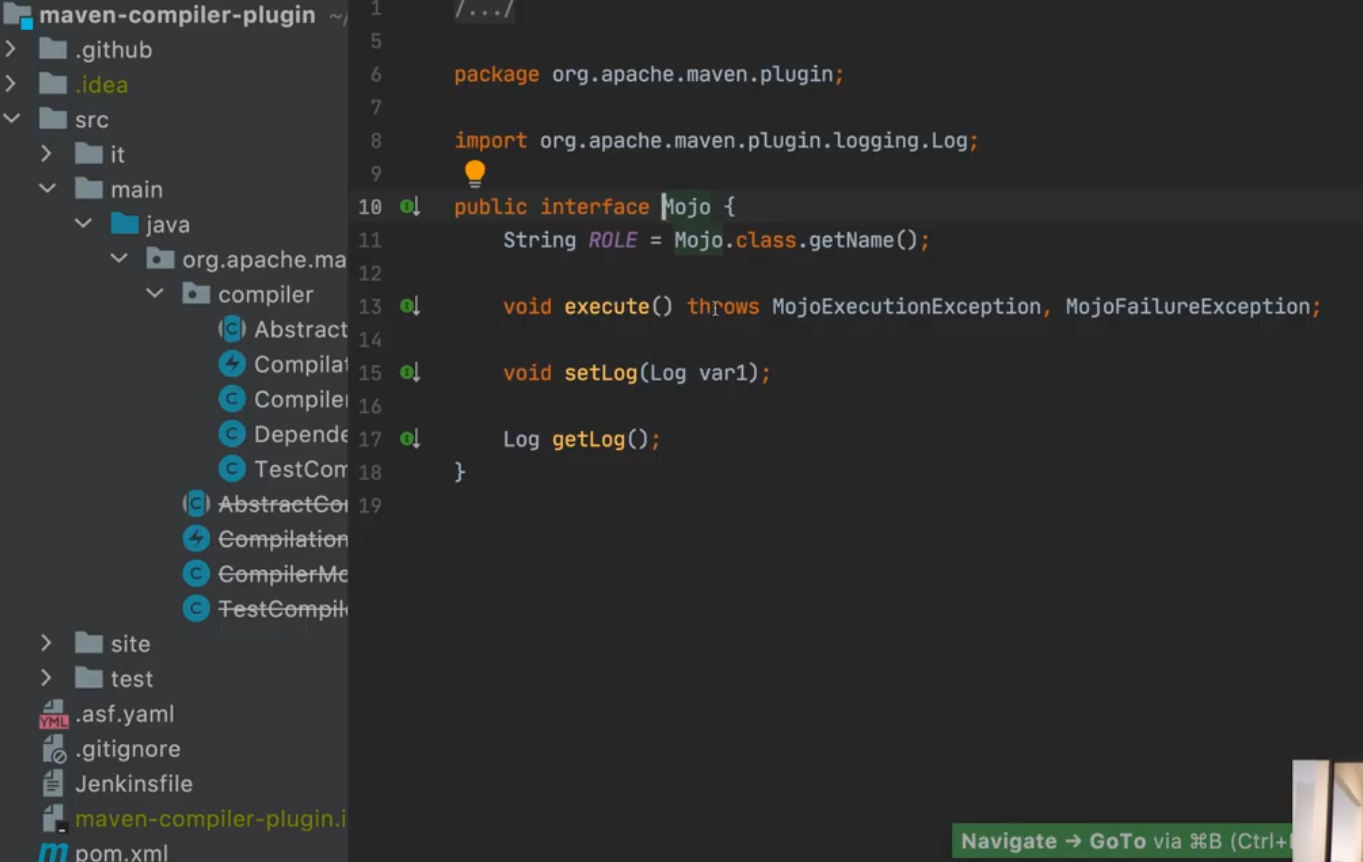 maven-compiler-plugin ~/
.github
.idea
src
it
main
java
org.apache.ma
compiler
Abstract
Compilat
Compiler
Depende
TestCom
AbstractCor
Compilation
CompilerMo
TestCompile
site
test
.asf.yaml
.gitignore
Jenkinsfile
maven-compiler-plugin.i
pom.xml
1 /.../
5
6 package org.apache.maven.plugin;
7
8 import org.apache.maven.plugin.logging.Log;
9
10 public interface Mojo {
11 String ROLE = Mojo.class.getName();
12
13 void execute() throws MojoExecutionException, MojoFailureException;
14
15 void setLog(Log var1);
16
17 Log getLog();
18 }
19
Navigate → GoTo via ⌘B (Ctrl+